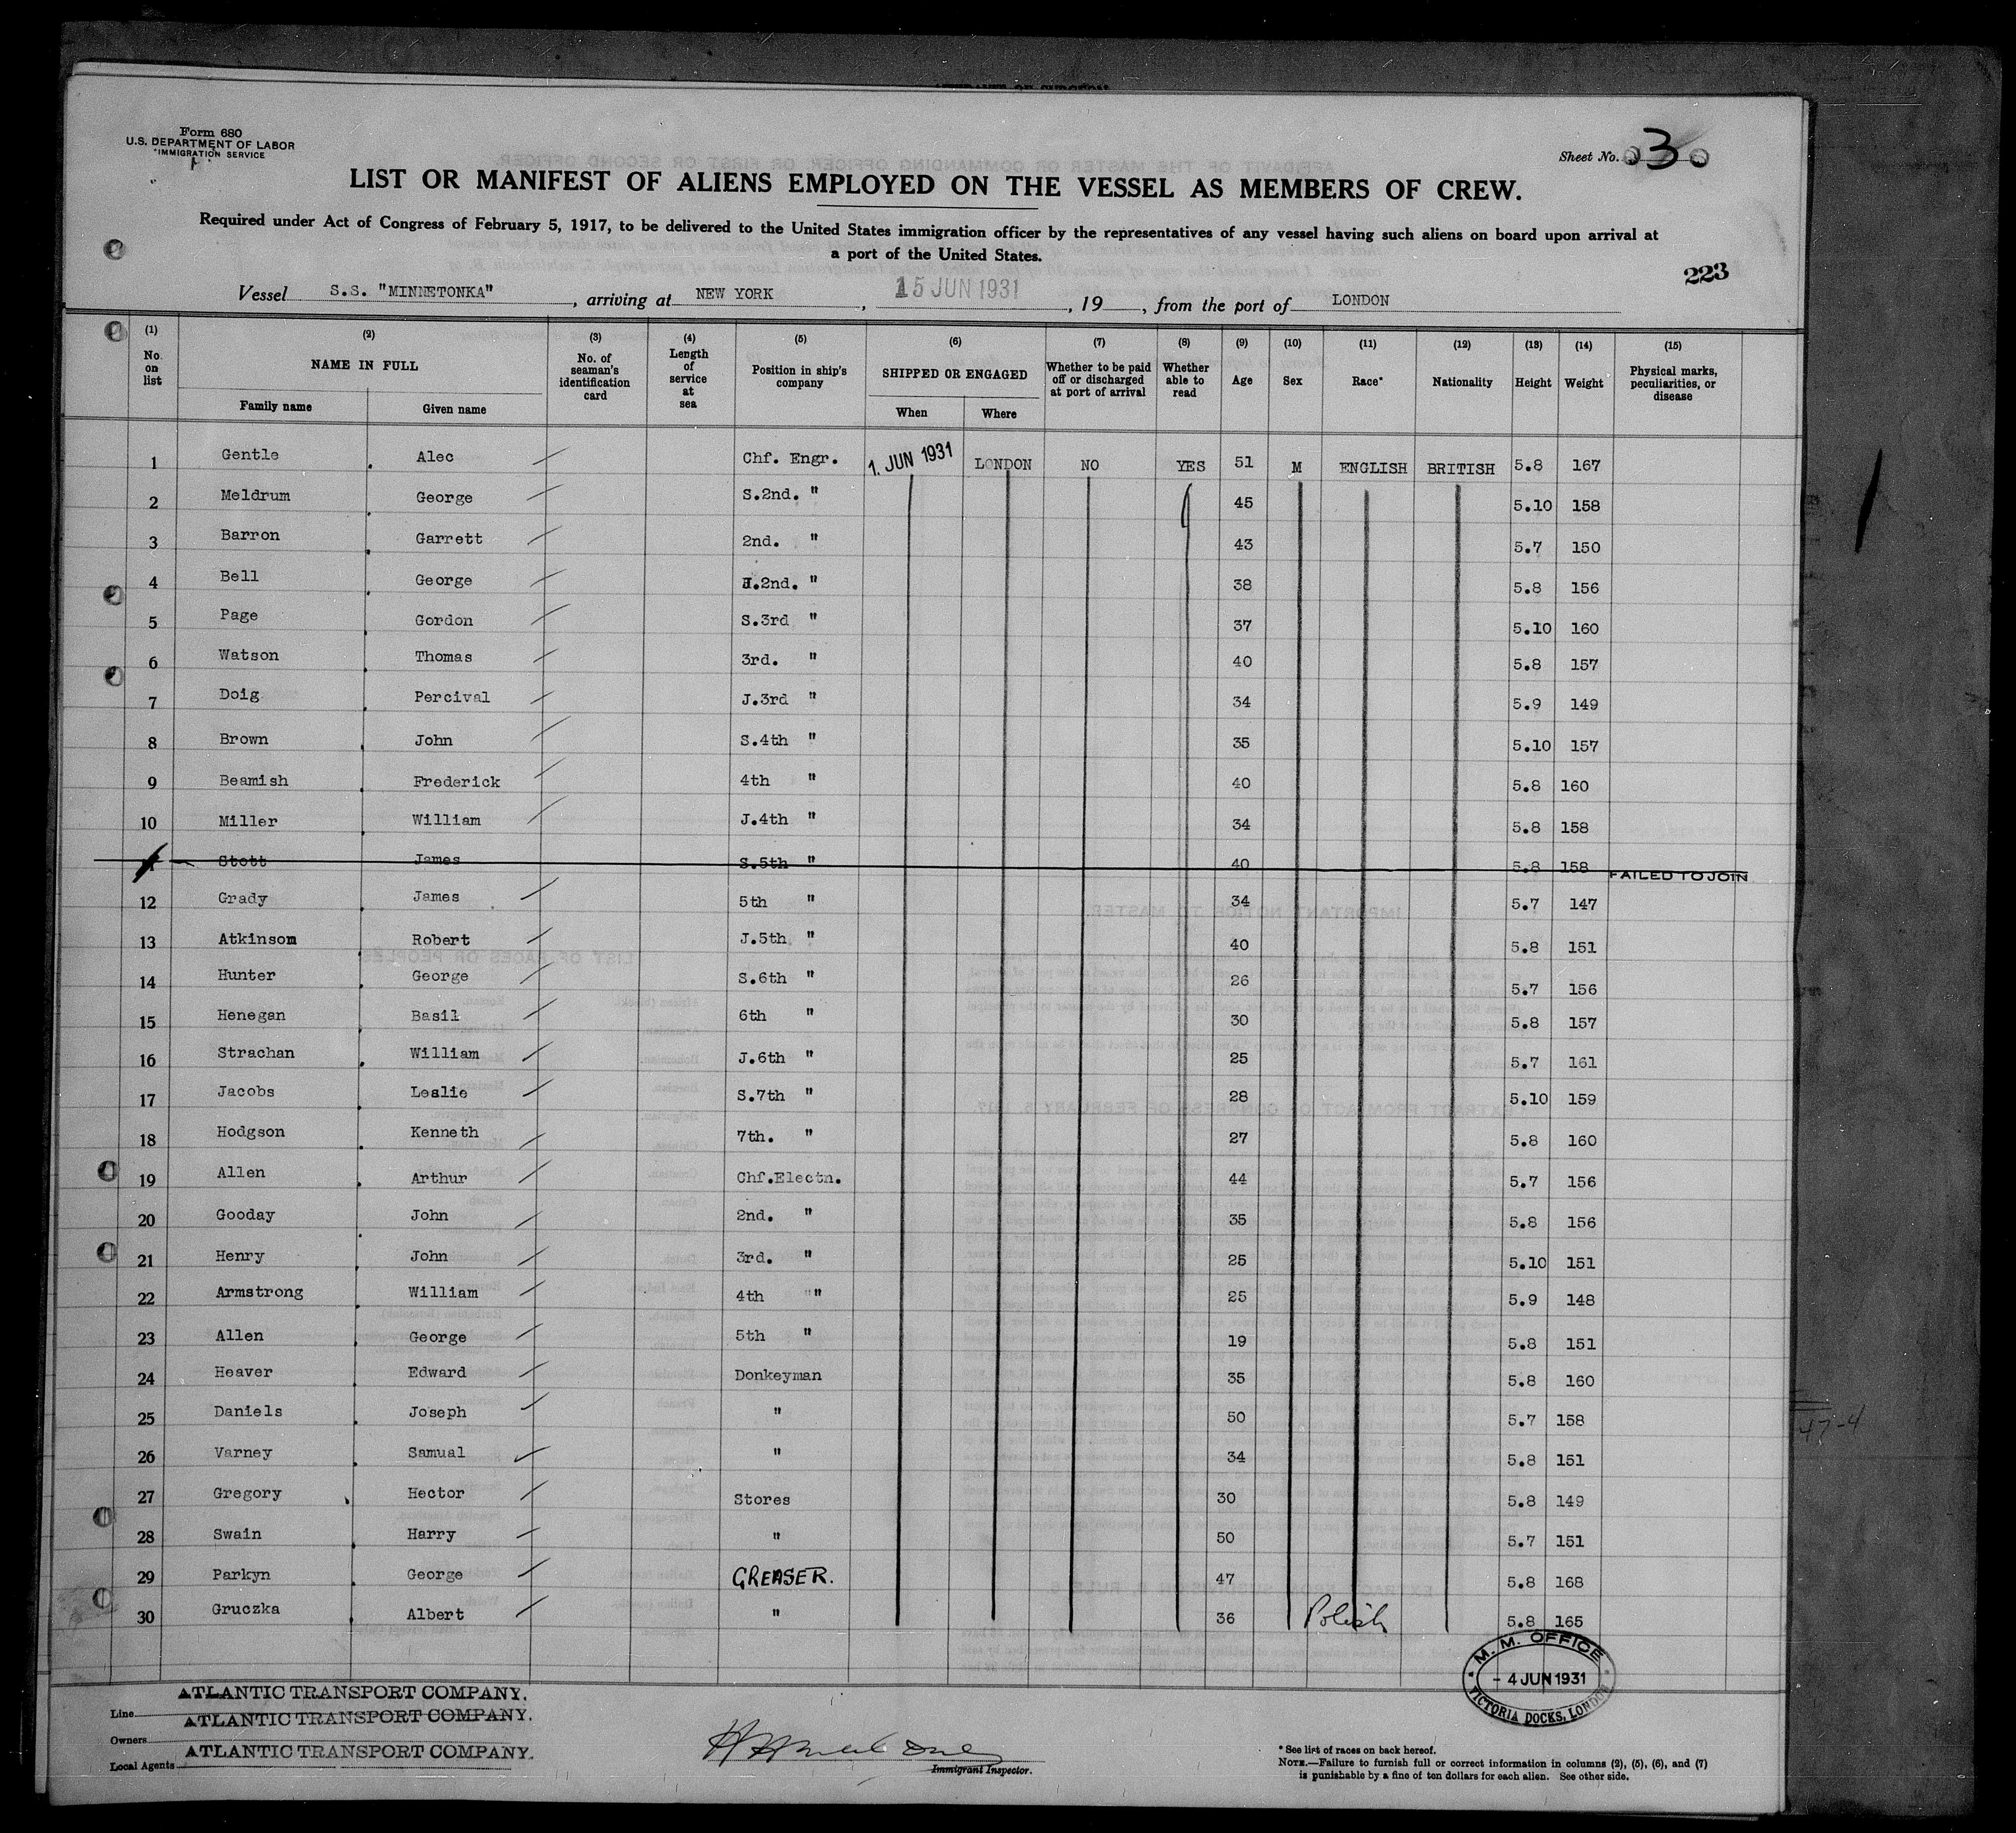 Form 680
U.S. DEPARTMENT OF LABOR
IMMIGRATION SERVICE
Sheet No. 3
LIST OR MANIFEST OF ALIENS EMPLOYED ON THE VESSEL AS MEMBERS OF CREW.
Required under Act of Congress of February 5, 1917, to be delivered to the United States immigration officer by the representatives of any vessel having such aliens on board upon arrival at
a port of the United States.
223
Vessel S.S. "MINNETONKA", arriving at NEW YORK, 15 JUN 1931, 19, from the port of LONDON
(1) (2) (3) (4) (5) (6) (7) (8) (9) (10) (11) (12) (13) (14) (15)
No. on list NAME IN FULL Family name Given name No. of seaman's identification card Length of service at sea Position in ship's company SHIPPED OR ENGAGED When Where Whether to be paid off or discharged at port of arrival Whether able to read Age Sex Race* Nationality Height Weight Physical marks, peculiarities, or disease
1 Gentle Alec Chf. Engr. 1. JUN 1931 LONDON NO YES 51 M ENGLISH BRITISH 5.8 167
2 Meldrum George S.2nd. " 45 5.10 158
3 Barron Garrett 2nd. " 43 5.7 150
4 Bell George 2nd. " 38 5.8 156
5 Page Gordon S.3rd " 37 5.10 160
6 Watson Thomas 3rd. " 40 5.8 157
7 Doig Percival J.3rd " 34 5.9 149
8 Brown John S.4th " 35 5.10 157
9 Beamish Frederick 4th " 40 5.8 160
10 Miller William J.4th " 34 5.8 158
Stott James S.5th " 40 5.8 158 FAILED TO JOIN
12 Grady James 5th " 34 5.7 147
13 Atkinson Robert J.5th " 40 5.8 151
14 Hunter George S.6th " 26 5.7 156
15 Henegan Basil 6th " 30 5.8 157
16 Strachan William J.6th " 25 5.7 161
17 Jacobs Leslie S.7th " 28 5.10 159
18 Hodgson Kenneth 7th. " 27 5.8 160
19 Allen Arthur Chf.Electn. 44 5.7 156
20 Gooday John 2nd. " 35 5.8 156
21 Henry John 3rd. " 25 5.10 151
22 Armstrong William 4th "" 25 5.9 148
23 Allen George 5th " 19 5.8 151
24 Heaver Edward Donkeyman 35 5.8 160
25 Daniels Joseph " 50 5.7 158
26 Varney Samual " 34 5.8 151
27 Gregory Hector Stores 30 5.8 149
28 Swain Harry " 50 5.7 151
29 Parkyn George GREASER. 47 5.8 168
30 Gruczka Albert " 36 Polish 5.8 165
47-4
M. M. OFFICE
- 4 JUN 1931
VICTORIA DOCKS, LONDON
Line ATLANTIC TRANSPORT COMPANY.
Owners ATLANTIC TRANSPORT COMPANY.
Local Agents ATLANTIC TRANSPORT COMPANY.
Immigrant Inspector.
* See list of races on back hereof.
NOTE.—Failure to furnish full or correct information in columns (2), (5), (6), and (7)
is punishable by a fine of ten dollars for each alien. See other side.